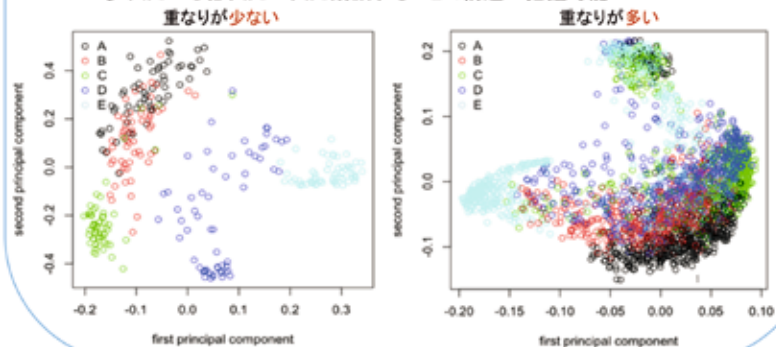 重なりが少ない
重なりが多い
A
B
C
D
E
second principal component
0.4
0.2
0.0
-0.2
-0.4
-0.2
-0.1
0.0
0.1
0.2
0.3
first principal component
A
B
C
D
E
second principal component
0.2
0.1
0.0
-0.1
-0.20
-0.15
-0.10
-0.05
0.00
0.05
0.10
first principal component